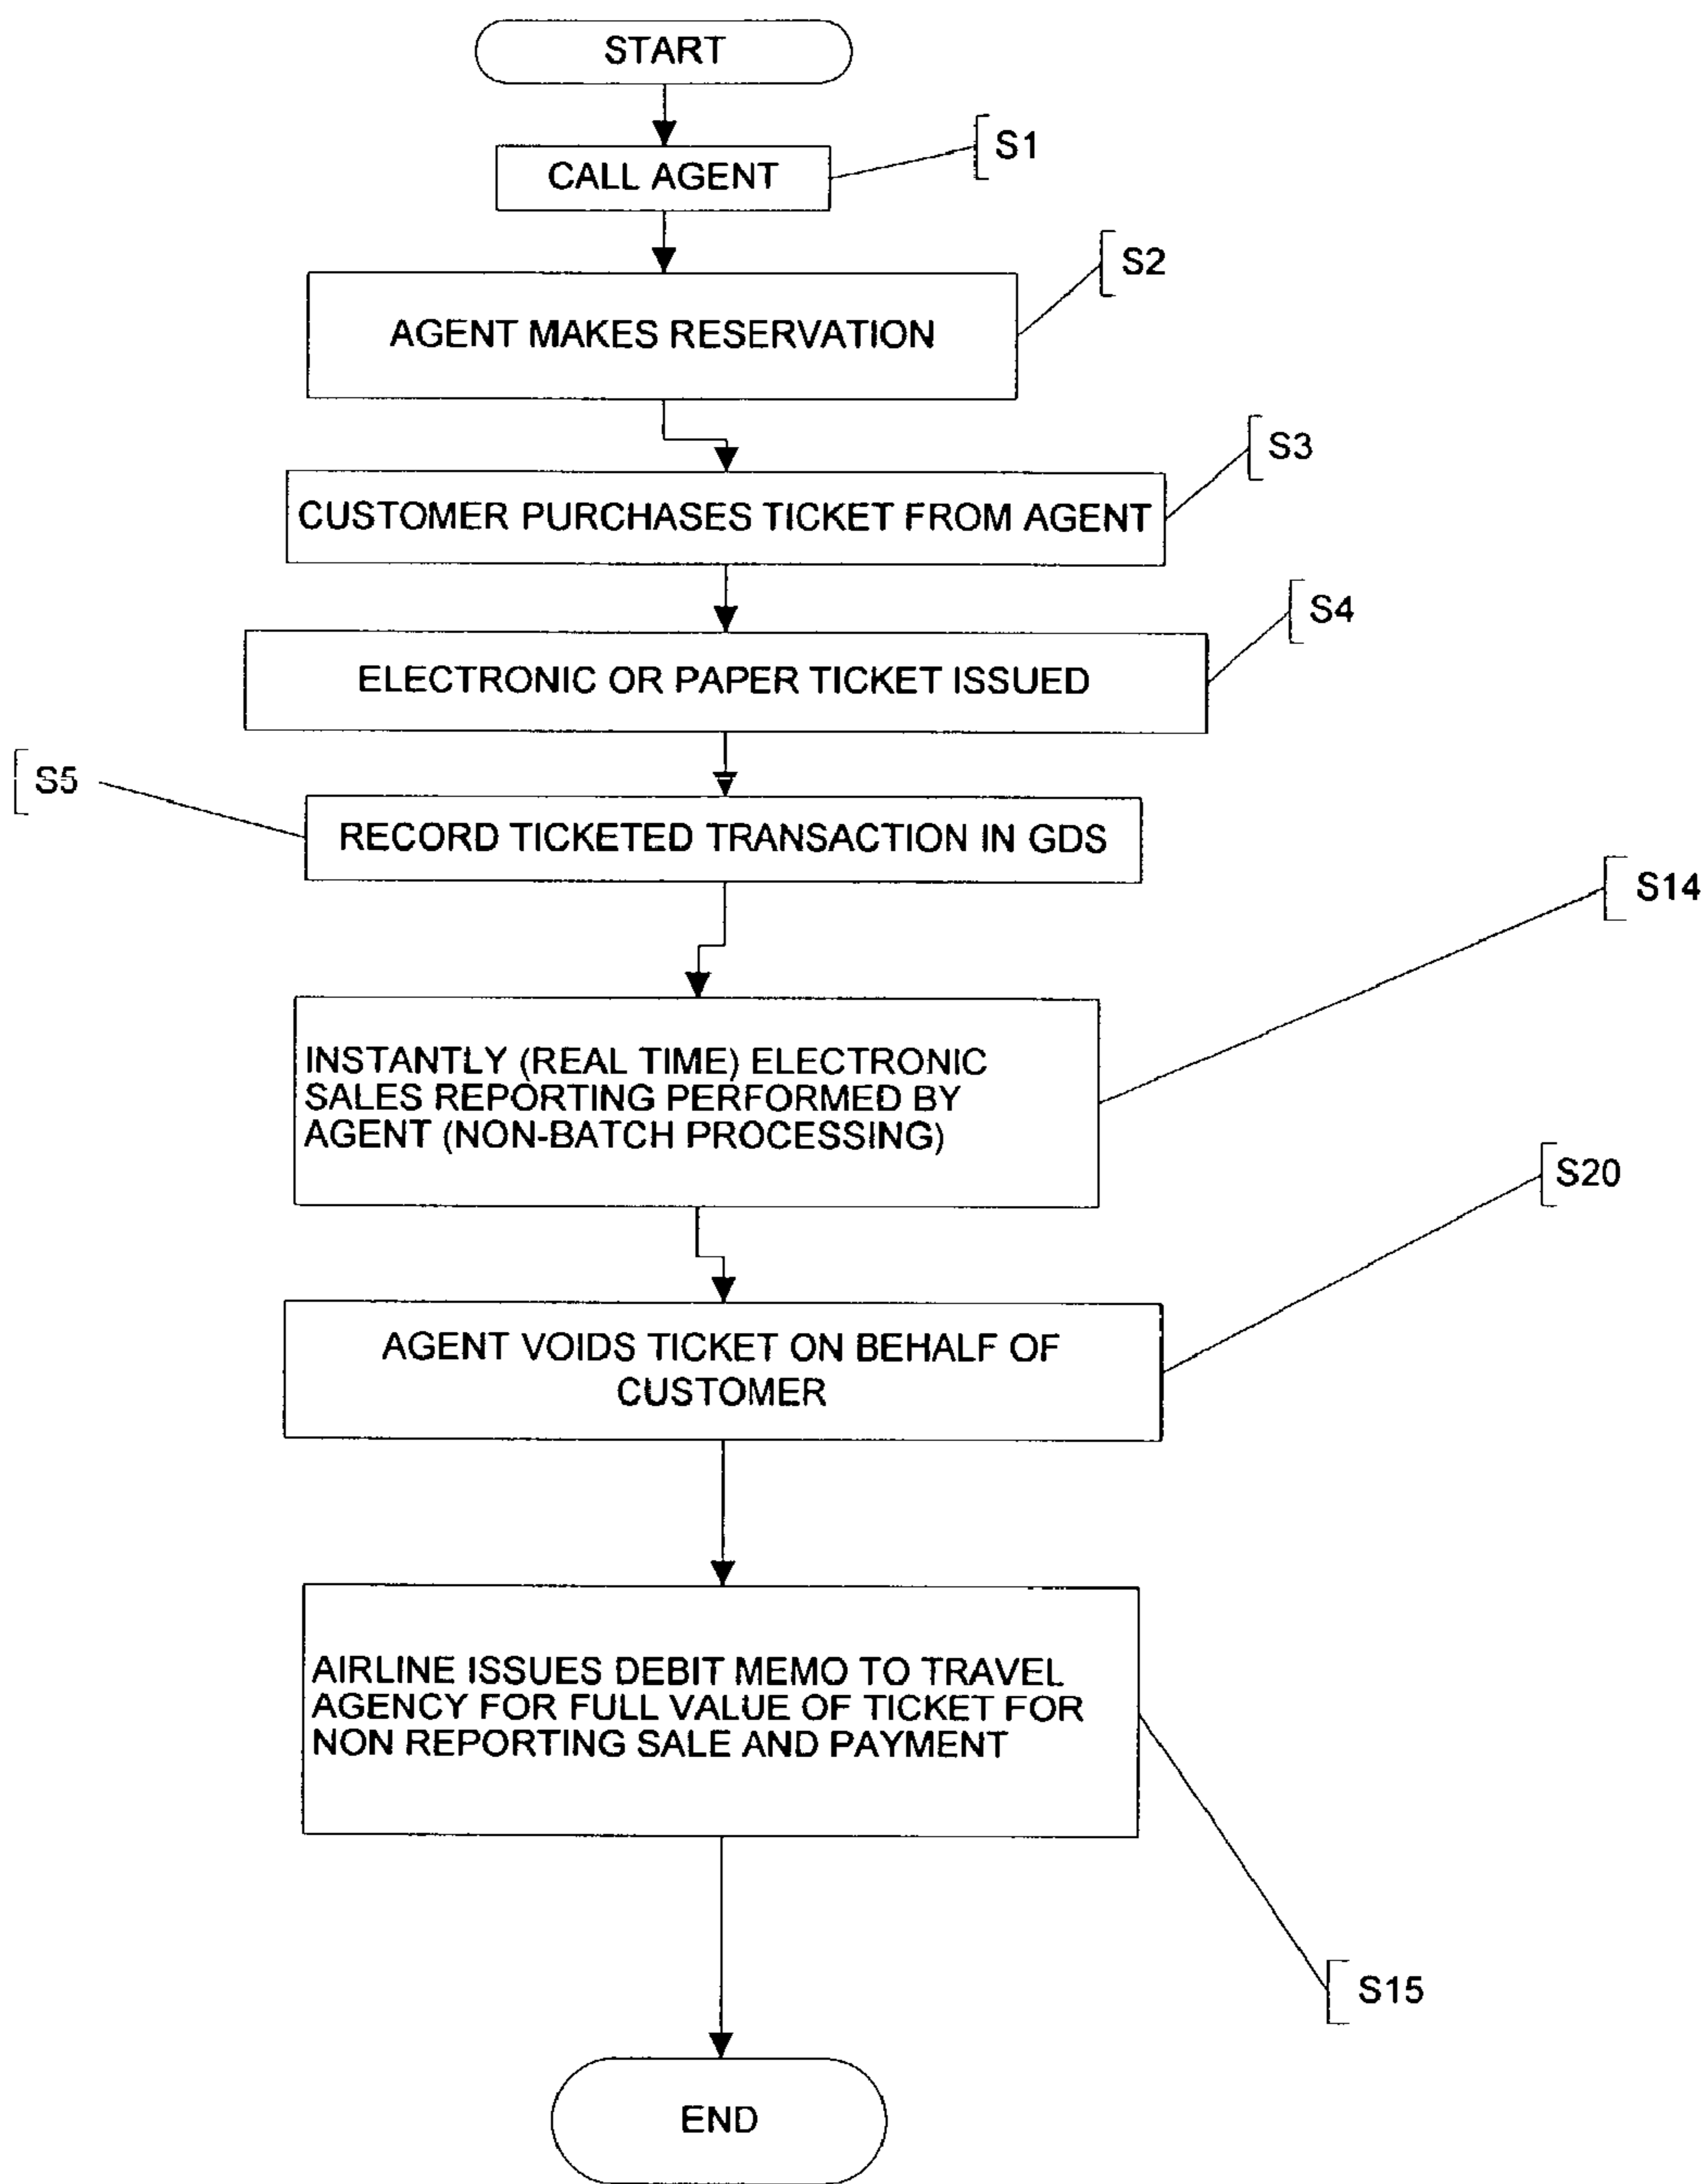 START
S1
CALL AGENT
S2
AGENT MAKES RESERVATION
S3
CUSTOMER PURCHASES TICKET FROM AGENT
S4
ELECTRONIC OR PAPER TICKET ISSUED
S5
RECORD TICKETED TRANSACTION IN GDS
S14
INSTANTLY (REAL TIME) ELECTRONIC
SALES REPORTING PERFORMED BY
AGENT (NON-BATCH PROCESSING)
S20
AGENT VOIDS TICKET ON BEHALF OF
CUSTOMER
AIRLINE ISSUES DEBIT MEMO TO TRAVEL
AGENCY FOR FULL VALUE OF TICKET FOR
NON REPORTING SALE AND PAYMENT
S15
END